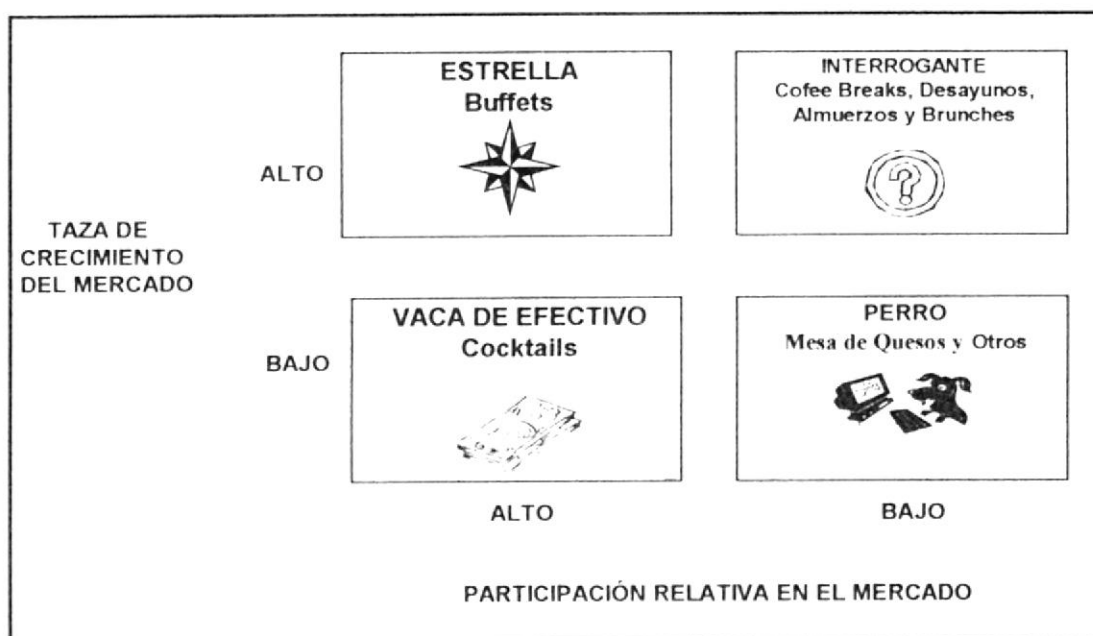 ESTRELLA
Buffets
INTERROGANTE
Cofee Breaks, Desayunos,
Almuerzos y Brunches
?
ALTO
TAZA DE
CRECIMIENTO
DEL MERCADO
VACA DE EFECTIVO
Cocktails
PERRO
Mesa de Quesos y Otros
BAJO
ALTO
BAJO
PARTICIPACIÓN RELATIVA EN EL MERCADO